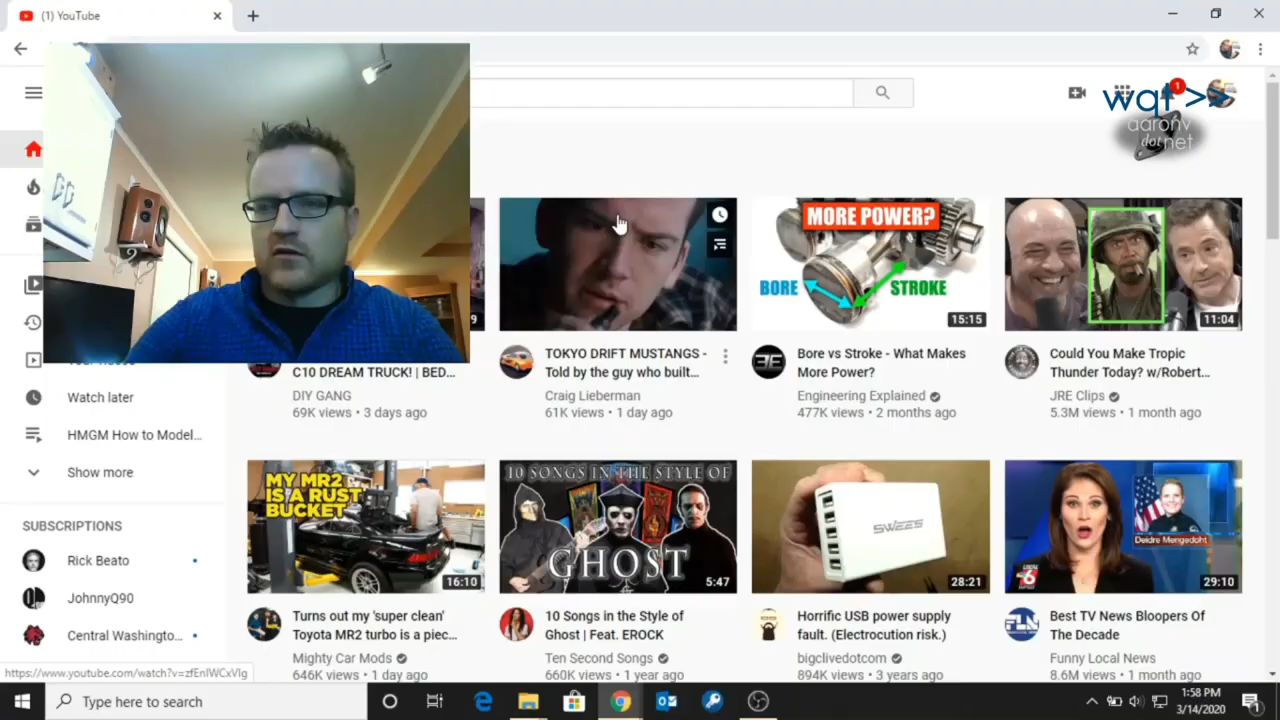 (1) YouTube
1
wqt >>
aaronv
dotnet
MORE POWER?
BORE
STROKE
9
15:15
11:04
C10 DREAM TRUCK! | BED...
DIY GANG
69K views • 3 days ago
TOKYO DRIFT MUSTANGS -
Told by the guy who built...
Craig Lieberman
61K views • 1 day ago
Bore vs Stroke - What Makes
More Power?
Engineering Explained
477K views • 2 months ago
Could You Make Tropic
Thunder Today? w/Robert...
JRE Clips
5.3M views • 1 month ago
Watch later
HMGM How to Model...
Show more
SUBSCRIPTIONS
Rick Beato
JohnnyQ90
Central Washingto...
MY MR2
IS A RUST
BUCKET
16:10
10 SONGS IN THE STYLE OF
GHOST
5:47
SWEES
28:21
Deidre Mengedoht
LOCAL
6
29:10
Turns out my 'super clean'
Toyota MR2 turbo is a piec...
Mighty Car Mods
646K views • 1 day ago
10 Songs in the Style of
Ghost | Feat. EROCK
Ten Second Songs
660K views • 1 year ago
Horrific USB power supply
fault. (Electrocution risk.)
bigclivedotcom
894K views • 3 years ago
Best TV News Bloopers Of
The Decade
Funny Local News
8.6M views • 1 month ago
https://www.youtube.com/watch?v=zfEnIWCxVIg
Type here to search
1:58 PM
3/14/2020
1